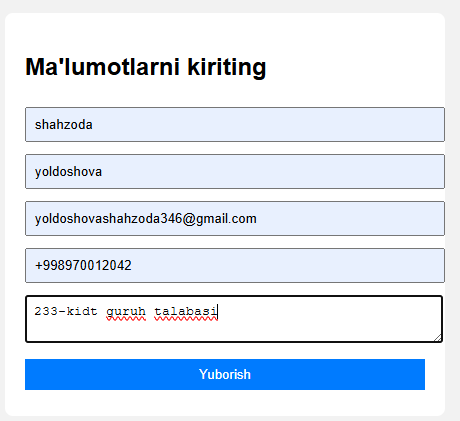 Ma'lumotlarni kiriting
shahzoda
yoldoshova
yoldoshovashahzoda346@gmail.com
+998970012042
233-kidt guruh talabasi
Yuborish